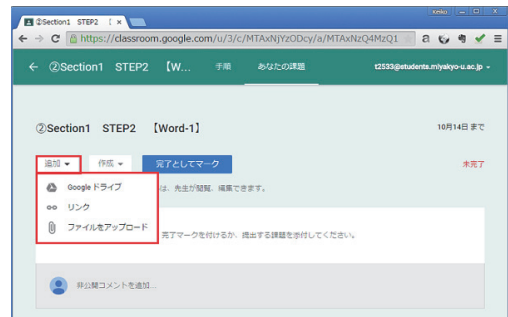 Keiko
②Section1 STEP2 【
https://classroom.google.com/u/3/c/MTAxNjYzODcy/a/MTAxNzQ4MzQ1
②Section1 STEP2 【W... 手順 あなたの課題 t2533@students.miyakyo-u.ac.jp
②Section1 STEP2 【Word-1】 10月14日 まで
追加 作成 完了としてマーク 未完了
Google ドライブ は、先生が閲覧、編集できます。
リンク
ファイルをアップロード 完了マークを付けるか、提出する課題を添付してください。
非公開コメントを追加...